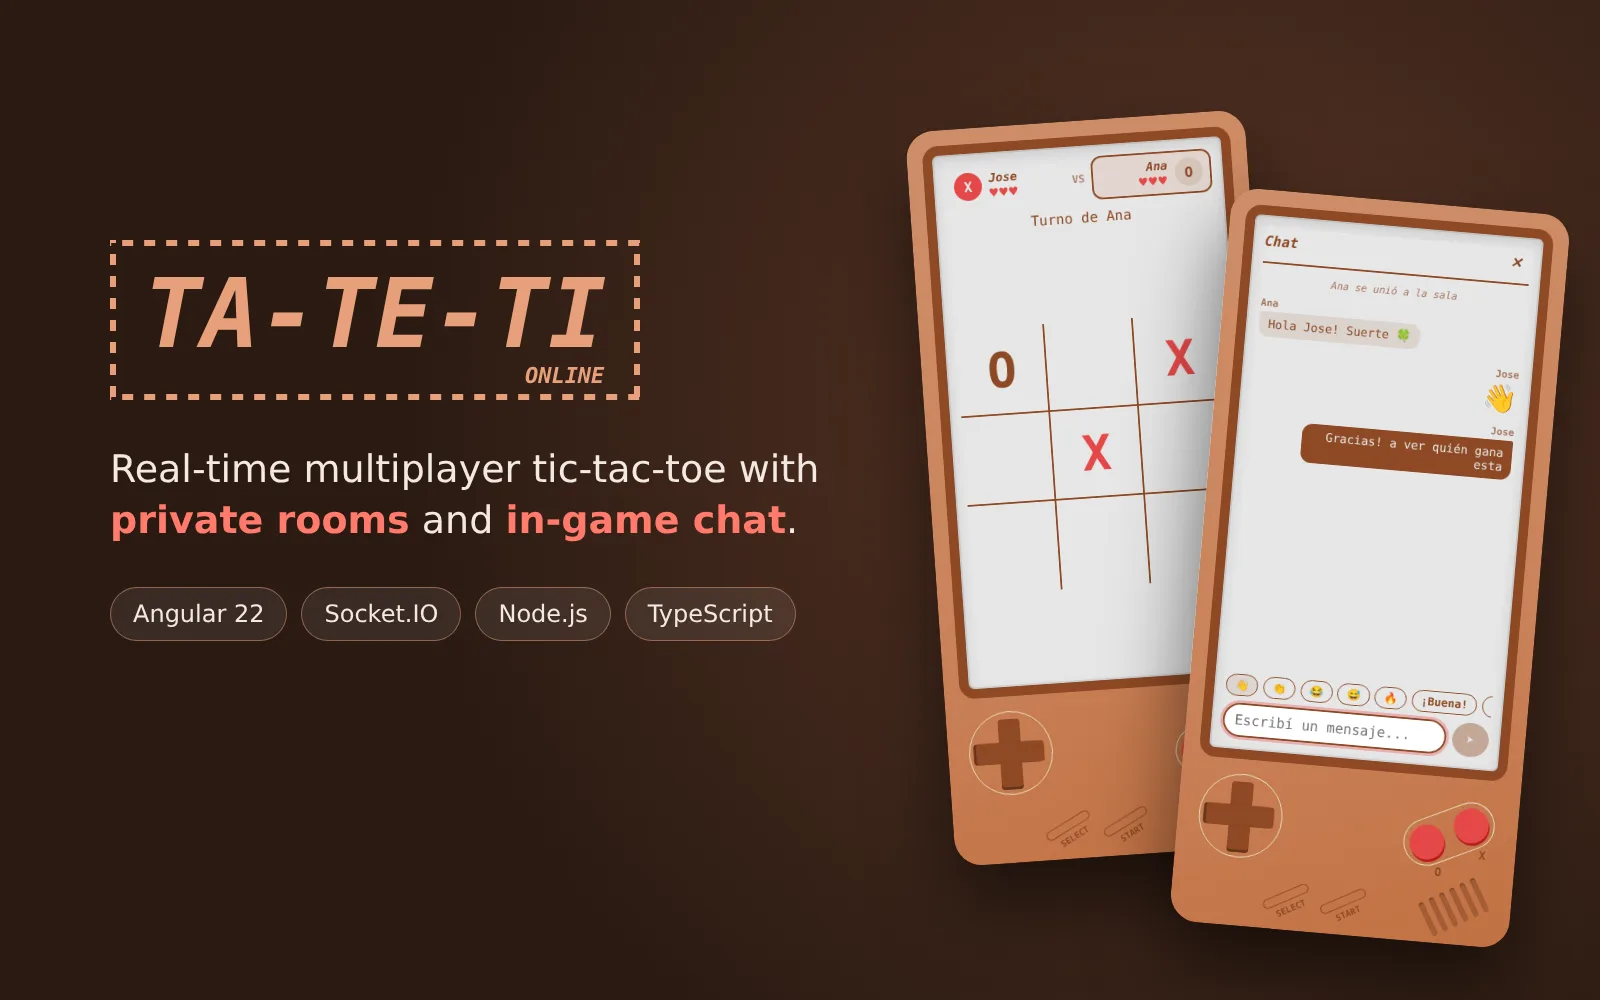 TA-TE-TI
ONLINE
Real-time multiplayer tic-tac-toe with
private rooms and in-game chat.
Angular 22
Socket.IO
Node.js
TypeScript
X
Jose
♥♥♥
VS
Ana
♥♥♥
O
Turno de Ana
O
X
X
SELECT
START
Chat
×
Ana se unió a la sala
Ana
Hola Jose! Suerte 🍀
Jose
👋
Jose
Gracias! a ver quién gana
esta
👋 👏 😂 😅 🔥 ¡Buena!
Escribí un mensaje...
O
X
SELECT
START